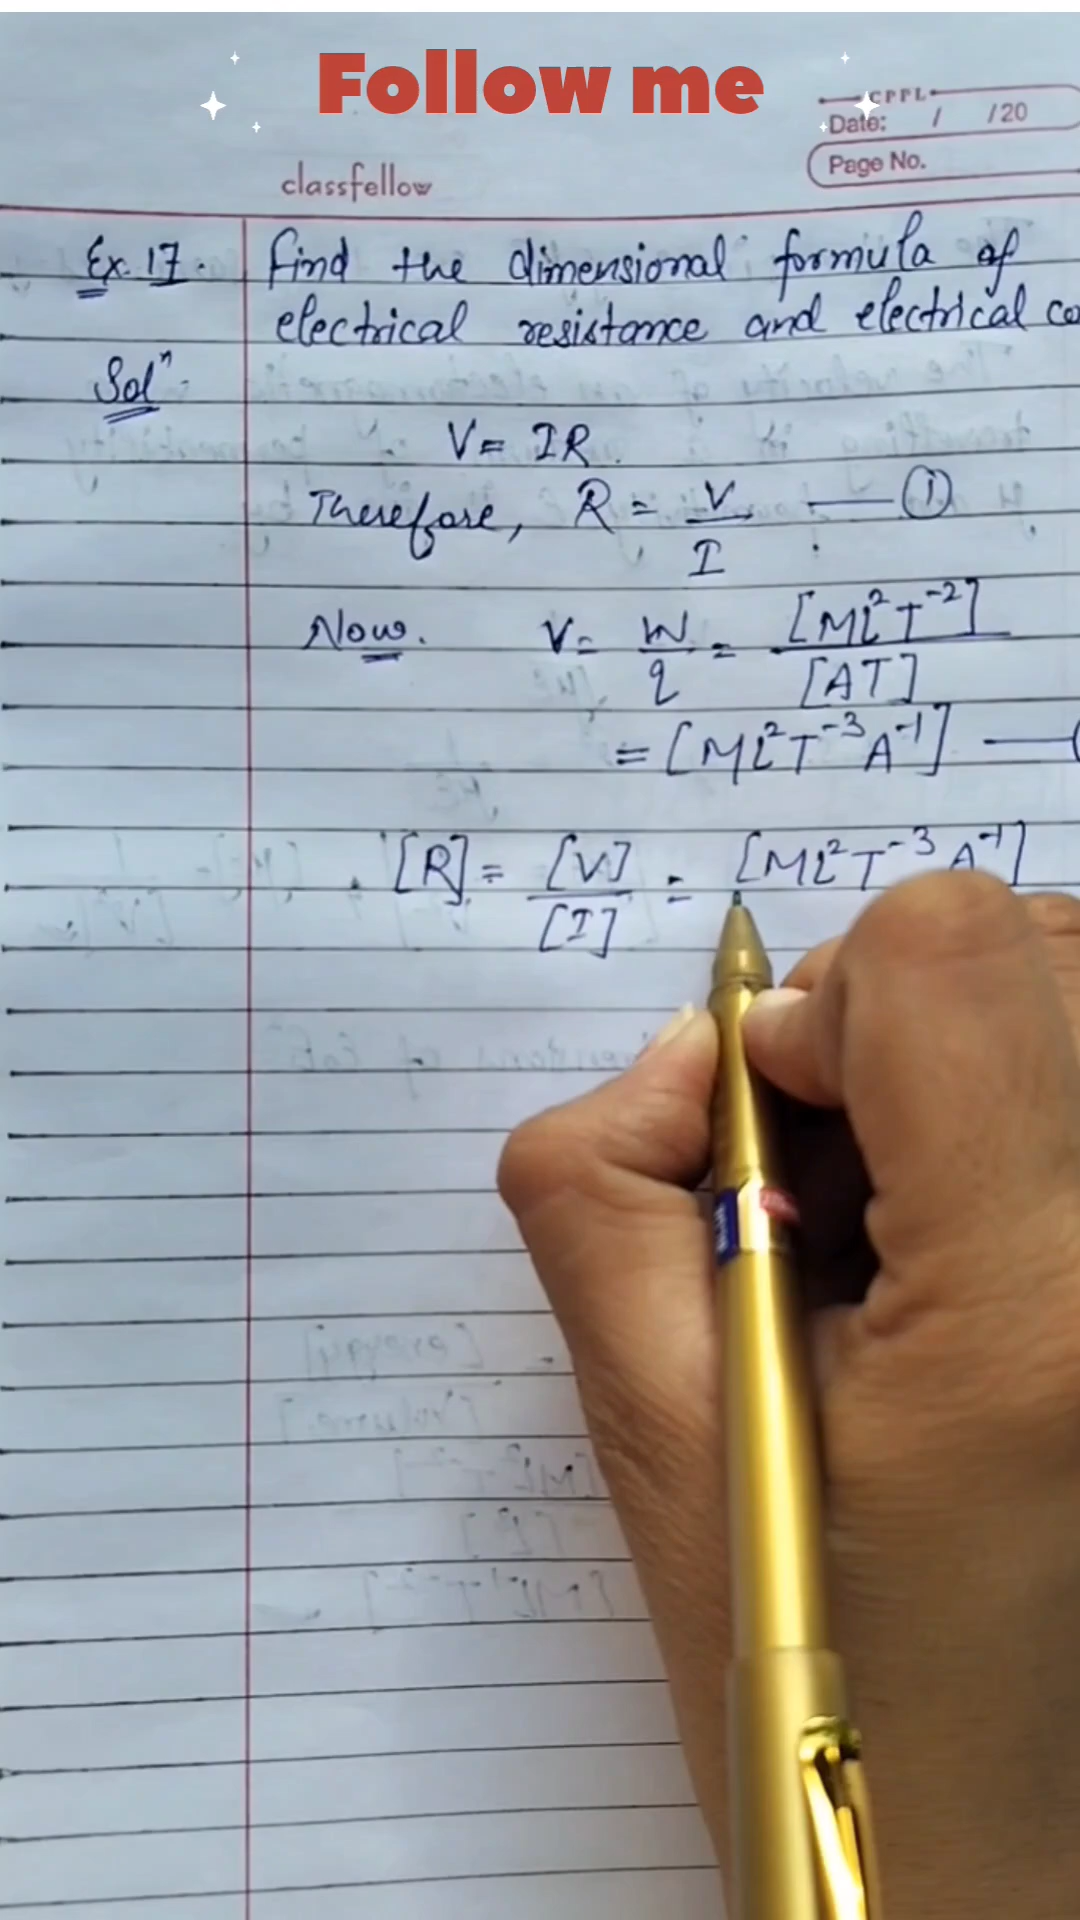 Follow me
CPPL
Date: / /20
Page No.
classfellow
Ex. 17. find the dimensional formula of
electrical resistance and electrical co
Solⁿ-
V = IR.
Therefore, R = V/I —— ①
Now. V = W/q = [ML²T⁻²]/[AT]
= [ML²T⁻³A⁻¹] ——
[R] = [V]/[I] = [ML²T⁻³A⁻¹]